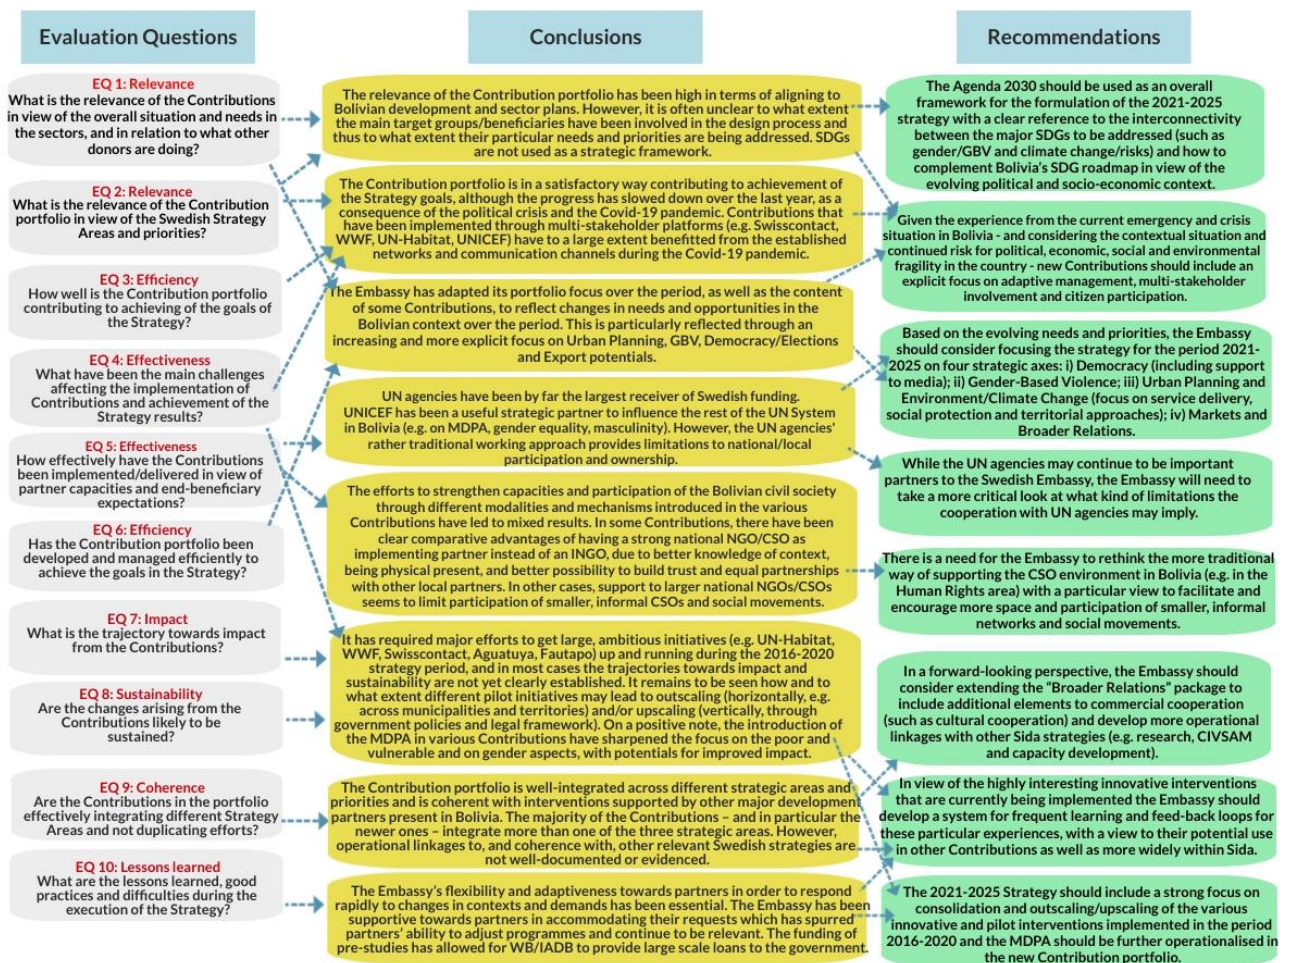 Evaluation Questions
EQ 1: Relevance
What is the relevance of the Contributions
in view of the overall situation and needs in
the sectors, and in relation to what other
donors are doing?
EQ 2: Relevance
What is the relevance of the Contribution
portfolio in view of the Swedish Strategy
Areas and priorities?
EQ 3: Efficiency
How well is the Contribution portfolio
contributing to achieving of the goals of
the Strategy?
EQ 4: Effectiveness
What have been the main challenges
affecting the implementation of
Contributions and achievement of the
Strategy results?
EQ 5: Effectiveness
How effectively have the Contributions
been implemented/delivered in view of
partner capacities and end-beneficiary
expectations?
EQ 6: Efficiency
Has the Contribution portfolio been
developed and managed efficiently to
achieve the goals in the Strategy?
EQ 7: Impact
What is the trajectory towards impact
from the Contributions?
EQ 8: Sustainability
Are the changes arising from the
Contributions likely to be
sustained?
EQ 9: Coherence
Are the Contributions in the portfolio
effectively integrating different Strategy
Areas and not duplicating efforts?
EQ 10: Lessons learned
What are the lessons learned, good
practices and difficulties during the
execution of the Strategy?
Conclusions
The relevance of the Contribution portfolio has been high in terms of aligning to
Bolivian development and sector plans. However, it is often unclear to what extent
the main target groups/beneficiaries have been involved in the design process and
thus to what extent their particular needs and priorities are being addressed. SDGs
are not used as a strategic framework.
The Contribution portfolio is in a satisfactory way contributing to achievement of
the Strategy goals, although the progress has slowed down over the last year, as a
consequence of the political crisis and the Covid-19 pandemic. Contributions that
have been implemented through multi-stakeholder platforms (e.g. Swisscontact,
WWF, UN-Habitat, UNICEF) have to a large extent benefitted from the established
networks and communication channels during the Covid-19 pandemic.
The Embassy has adapted its portfolio focus over the period, as well as the content
of some Contributions, to reflect changes in needs and opportunities in the
Bolivian context over the period. This is particularly reflected through an
increasing and more explicit focus on Urban Planning, GBV, Democracy/Elections
and Export potentials.
UN agencies have been by far the largest receiver of Swedish funding.
UNICEF has been a useful strategic partner to influence the rest of the UN System
in Bolivia (e.g. on MDPA, gender equality, masculinity). However, the UN agencies'
rather traditional working approach provides limitations to national/local
participation and ownership.
The efforts to strengthen capacities and participation of the Bolivian civil society
through different modalities and mechanisms introduced in the various
Contributions have led to mixed results. In some Contributions, there have been
clear comparative advantages of having a strong national NGO/CSO as
implementing partner instead of an INGO, due to better knowledge of context,
being physical present, and better possibility to build trust and equal partnerships
with other local partners. In other cases, support to larger national NGOs/CSOs
seems to limit participation of smaller, informal CSOs and social movements.
It has required major efforts to get large, ambitious initiatives (e.g. UN-Habitat,
WWF, Swisscontact, Aguatuya, Fautapo) up and running during the 2016-2020
strategy period, and in most cases the trajectories towards impact and
sustainability are not yet clearly established. It remains to be seen how and to
what extent different pilot initiatives may lead to outscaling (horizontally, e.g.
across municipalities and territories) and/or upscaling (vertically, through
government policies and legal framework). On a positive note, the introduction of
the MDPA in various Contributions have sharpened the focus on the poor and
vulnerable and on gender aspects, with potentials for improved impact.
The Contribution portfolio is well-integrated across different strategic areas and
priorities and is coherent with interventions supported by other major development
partners present in Bolivia. The majority of the Contributions – and in particular the
newer ones – integrate more than one of the three strategic areas. However,
operational linkages to, and coherence with, other relevant Swedish strategies are
not well-documented or evidenced.
The Embassy's flexibility and adaptiveness towards partners in order to respond
rapidly to changes in contexts and demands has been essential. The Embassy has been
supportive towards partners in accommodating their requests which has spurred
partners' ability to adjust programmes and continue to be relevant. The funding of
pre-studies has allowed for WB/IADB to provide large scale loans to the government.
Recommendations
The Agenda 2030 should be used as an overall
framework for the formulation of the 2021-2025
strategy with a clear reference to the interconnectivity
between the major SDGs to be addressed (such as
gender/GBV and climate change/risks) and how to
complement Bolivia's SDG roadmap in view of the
evolving political and socio-economic context.
Given the experience from the current emergency and crisis
situation in Bolivia - and considering the contextual situation and
continued risk for political, economic, social and environmental
fragility in the country - new Contributions should include an
explicit focus on adaptive management, multi-stakeholder
involvement and citizen participation.
Based on the evolving needs and priorities, the Embassy
should consider focusing the strategy for the period 2021-
2025 on four strategic axes: i) Democracy (including support
to media); ii) Gender-Based Violence; iii) Urban Planning and
Environment/Climate Change (focus on service delivery,
social protection and territorial approaches); iv) Markets and
Broader Relations.
While the UN agencies may continue to be important
partners to the Swedish Embassy, the Embassy will need to
take a more critical look at what kind of limitations the
cooperation with UN agencies may imply.
There is a need for the Embassy to rethink the more traditional
way of supporting the CSO environment in Bolivia (e.g. in the
Human Rights area) with a particular view to facilitate and
encourage more space and participation of smaller, informal
networks and social movements.
In a forward-looking perspective, the Embassy should
consider extending the “Broader Relations” package to
include additional elements to commercial cooperation
(such as cultural cooperation) and develop more operational
linkages with other Sida strategies (e.g. research, CIVSAM
and capacity development).
In view of the highly interesting innovative interventions
that are currently being implemented the Embassy should
develop a system for frequent learning and feed-back loops for
these particular experiences, with a view to their potential use
in other Contributions as well as more widely within Sida.
The 2021-2025 Strategy should include a strong focus on
consolidation and outscaling/upscaling of the various
innovative and pilot interventions implemented in the period
2016-2020 and the MDPA should be further operationalised in
the new Contribution portfolio.